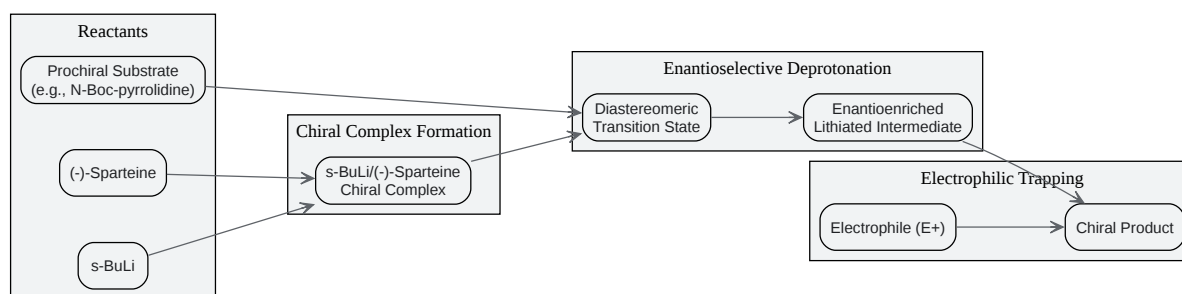 Reactants
Prochiral Substrate
(e.g., N-Boc-pyrrolidine)
(-)-Sparteine
s-BuLi
Chiral Complex Formation
s-BuLi/(-)-Sparteine
Chiral Complex
Enantioselective Deprotonation
Diastereomeric
Transition State
Enantioenriched
Lithiated Intermediate
Electrophilic Trapping
Electrophile (E+)
Chiral Product